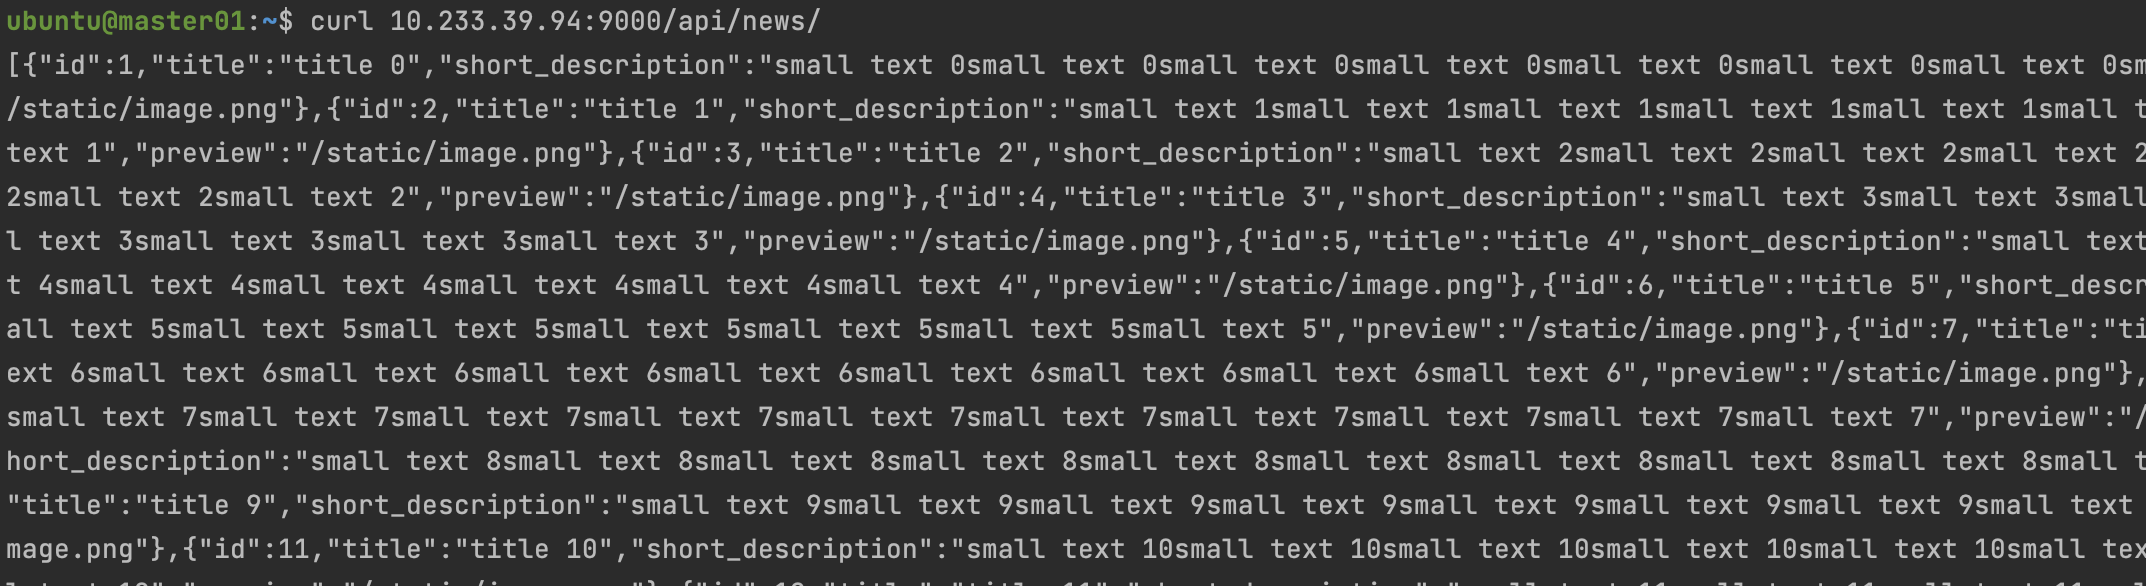 ubuntu@master01:~$ curl 10.233.39.94:9000/api/news/
[{"id":1,"title":"title 0","short_description":"small text 0small text 0small text 0small text 0small text 0small text 0small text 0sm
/static/image.png"},{"id":2,"title":"title 1","short_description":"small text 1small text 1small text 1small text 1small text 1small t
text 1","preview":"/static/image.png"},{"id":3,"title":"title 2","short_description":"small text 2small text 2small text 2small text 2
2small text 2small text 2","preview":"/static/image.png"},{"id":4,"title":"title 3","short_description":"small text 3small text 3small
l text 3small text 3small text 3small text 3","preview":"/static/image.png"},{"id":5,"title":"title 4","short_description":"small text
t 4small text 4small text 4small text 4small text 4small text 4","preview":"/static/image.png"},{"id":6,"title":"title 5","short_descr
all text 5small text 5small text 5small text 5small text 5small text 5small text 5","preview":"/static/image.png"},{"id":7,"title":"ti
ext 6small text 6small text 6small text 6small text 6small text 6small text 6small text 6small text 6","preview":"/static/image.png"},
small text 7small text 7small text 7small text 7small text 7small text 7small text 7small text 7small text 7small text 7","preview":"/
hort_description":"small text 8small text 8small text 8small text 8small text 8small text 8small text 8small text 8small text 8small t
"title":"title 9","short_description":"small text 9small text 9small text 9small text 9small text 9small text 9small text 9small text
mage.png"},{"id":11,"title":"title 10","short_description":"small text 10small text 10small text 10small text 10small text 10small tex